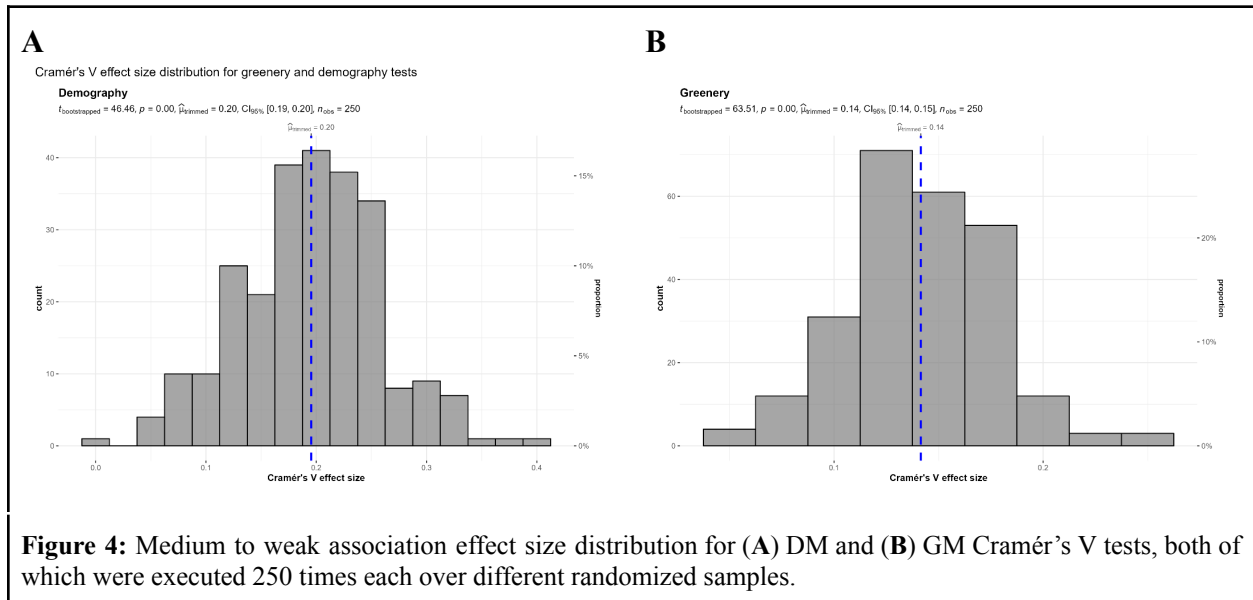 A
B
Cramér's V effect size distribution for greenery and demography tests
Demography
t_bootstrapped = 46.46, p = 0.00, μ̂_trimmed = 0.20, CI95% [0.19, 0.20], n_obs = 250
μ̂_trimmed = 0.20
40
30
20
10
0
count
15%
10%
5%
0%
proportion
0.0
0.1
0.2
0.3
0.4
Cramér's V effect size
Greenery
t_bootstrapped = 63.51, p = 0.00, μ̂_trimmed = 0.14, CI95% [0.14, 0.15], n_obs = 250
μ̂_trimmed = 0.14
60
40
20
0
count
20%
10%
0%
proportion
0.1
0.2
Cramér's V effect size
Figure 4: Medium to weak association effect size distribution for (A) DM and (B) GM Cramér's V tests, both of
which were executed 250 times each over different randomized samples.